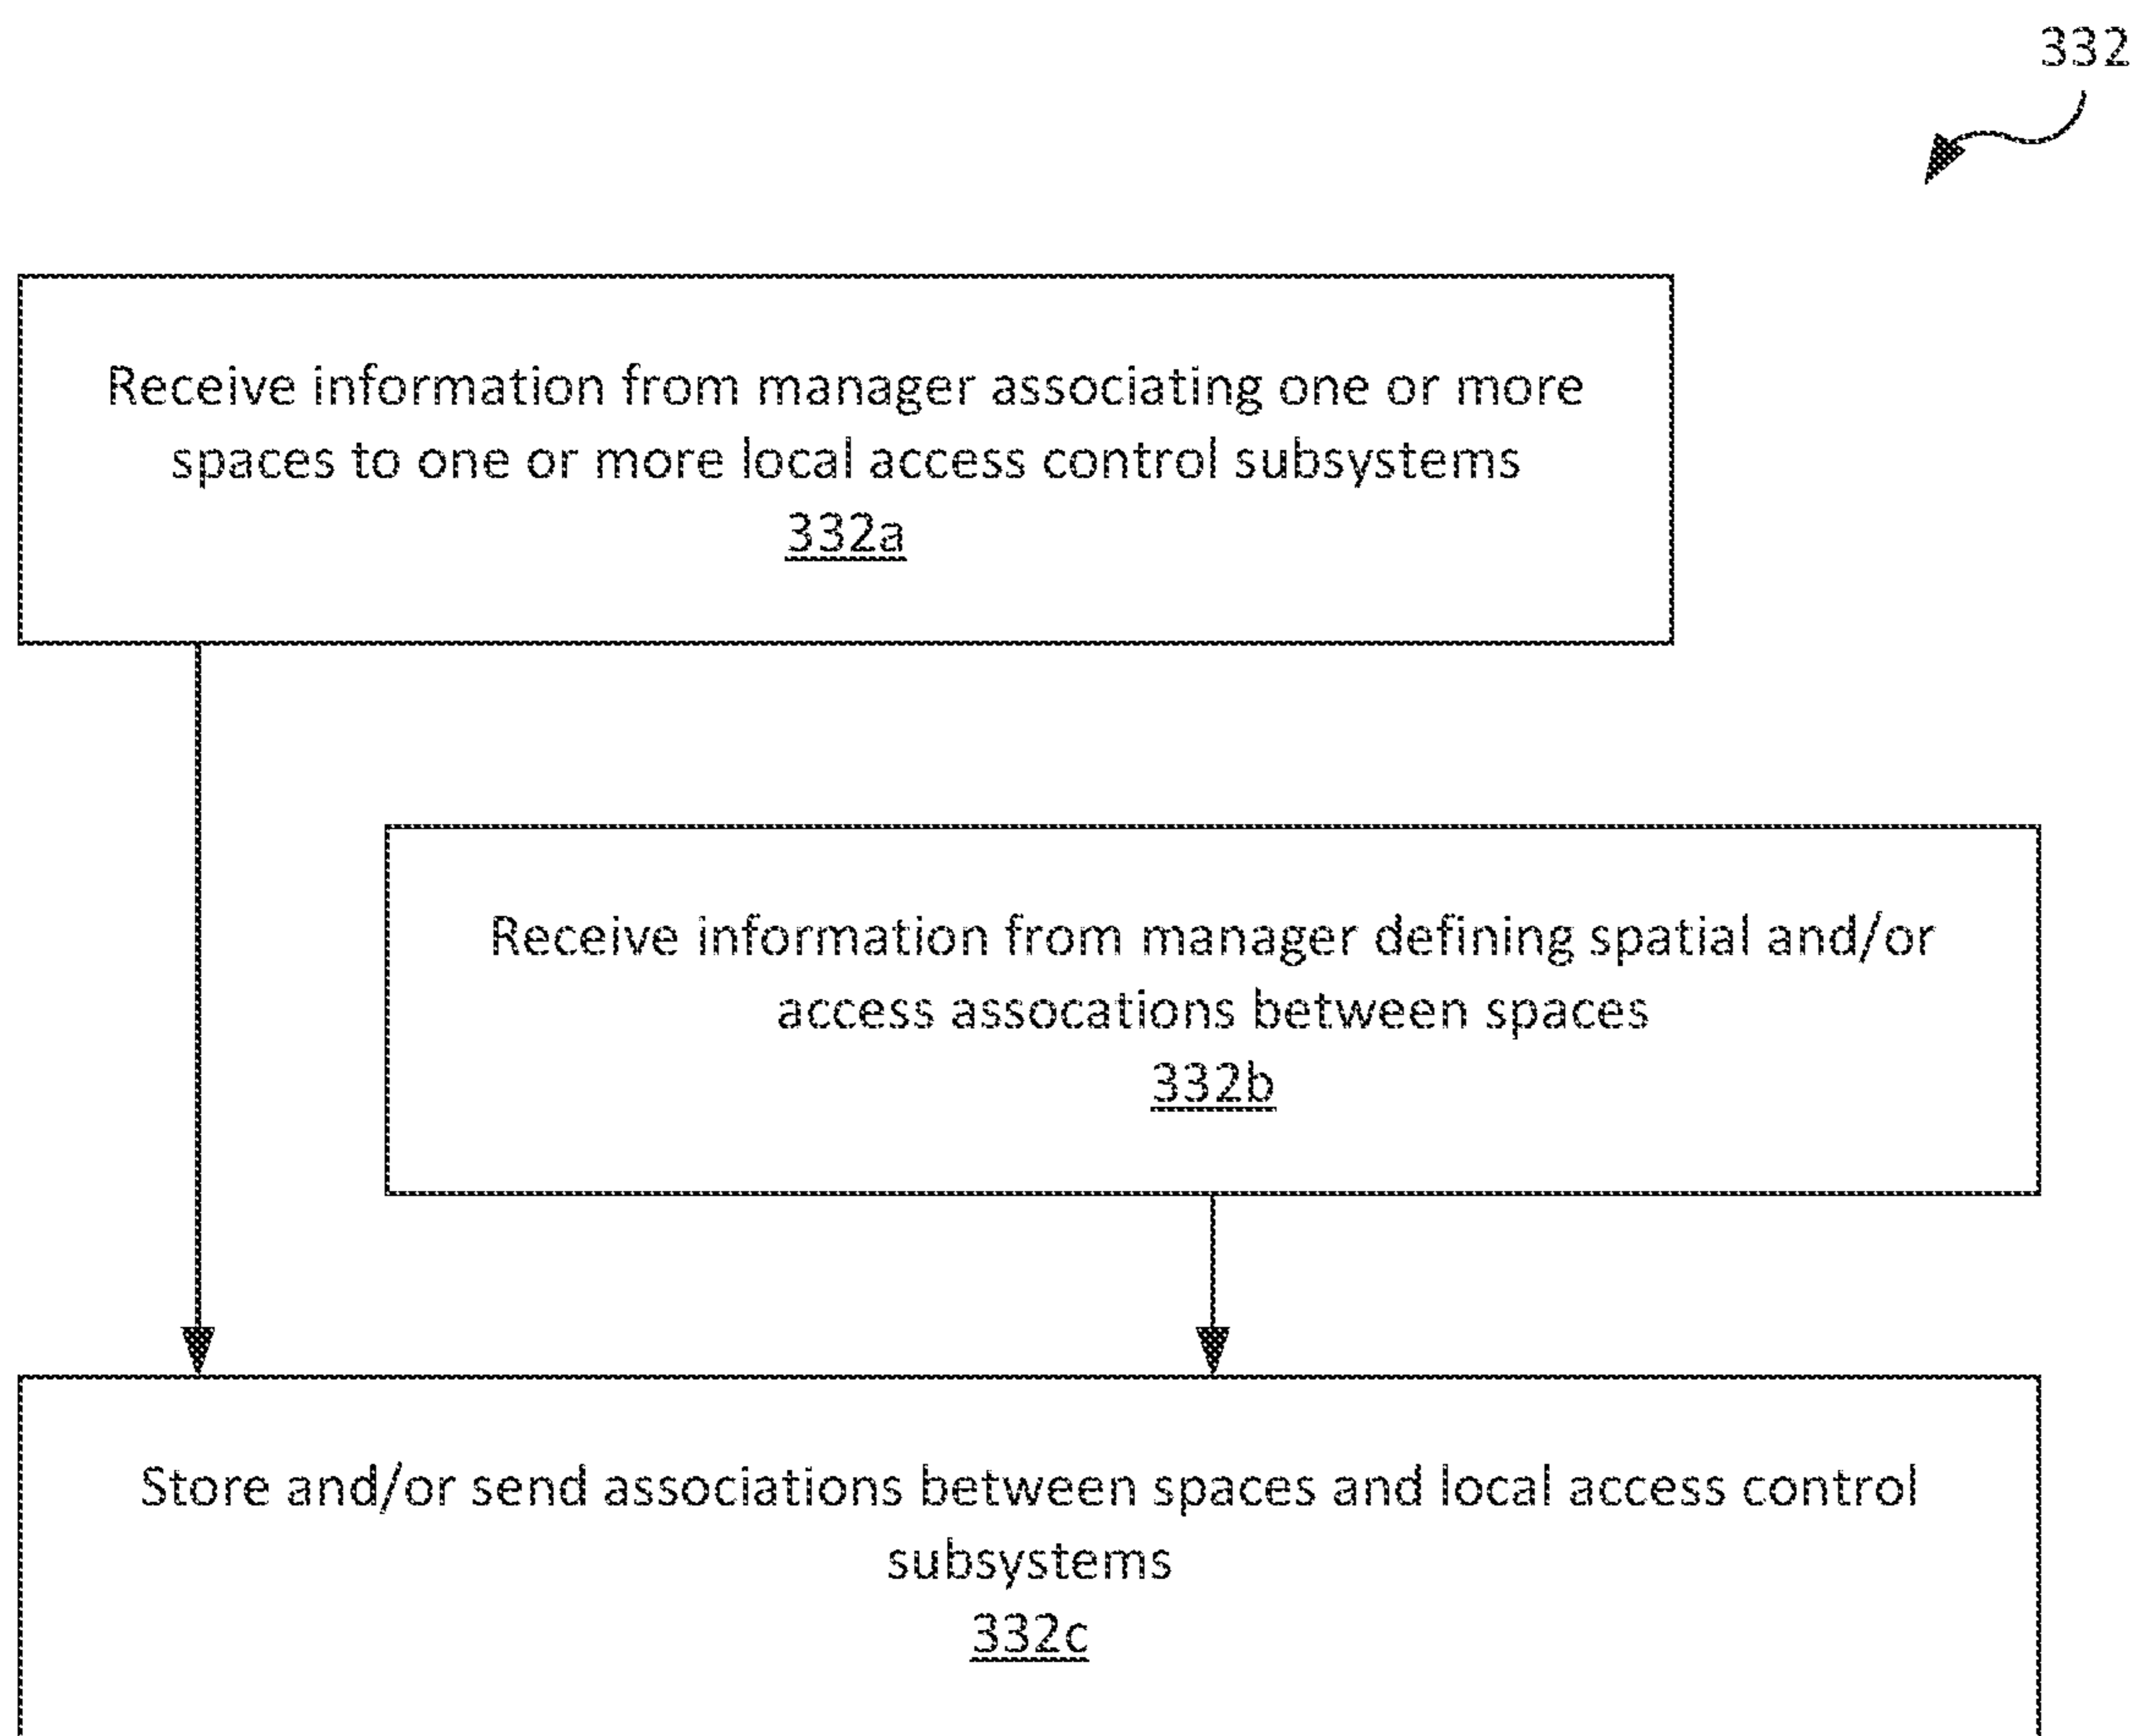 332
Receive information from manager associating one or more
spaces to one or more local access control subsystems
332a
Receive information from manager defining spatial and/or
access assocations between spaces
332b
Store and/or send associations between spaces and local access control
subsystems
332c